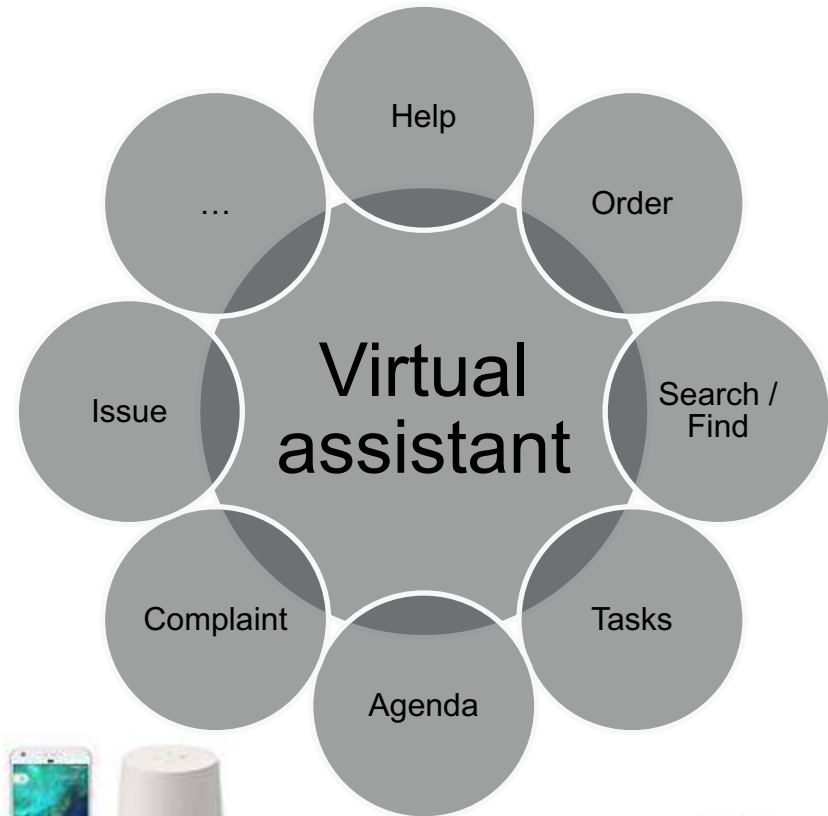 Help
Order
Search /
Find
Tasks
Agenda
Complaint
Issue
…
Virtual
assistant